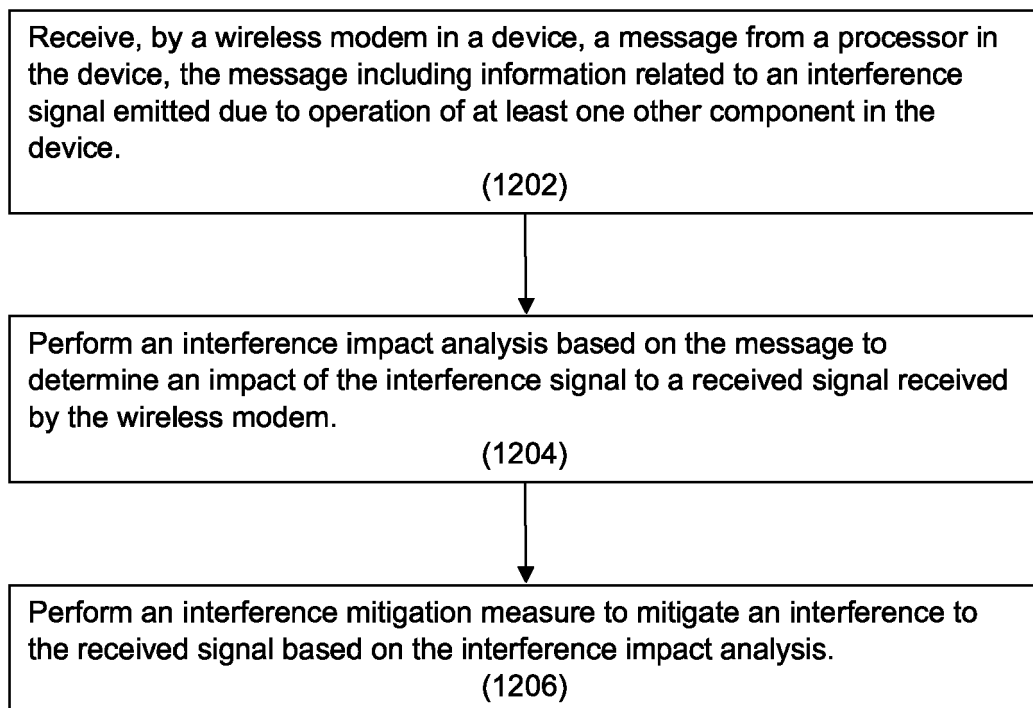 Receive, by a wireless modem in a device, a message from a processor in
the device, the message including information related to an interference
signal emitted due to operation of at least one other component in the
device.
(1202)
Perform an interference impact analysis based on the message to
determine an impact of the interference signal to a received signal received
by the wireless modem.
(1204)
Perform an interference mitigation measure to mitigate an interference to
the received signal based on the interference impact analysis.
(1206)